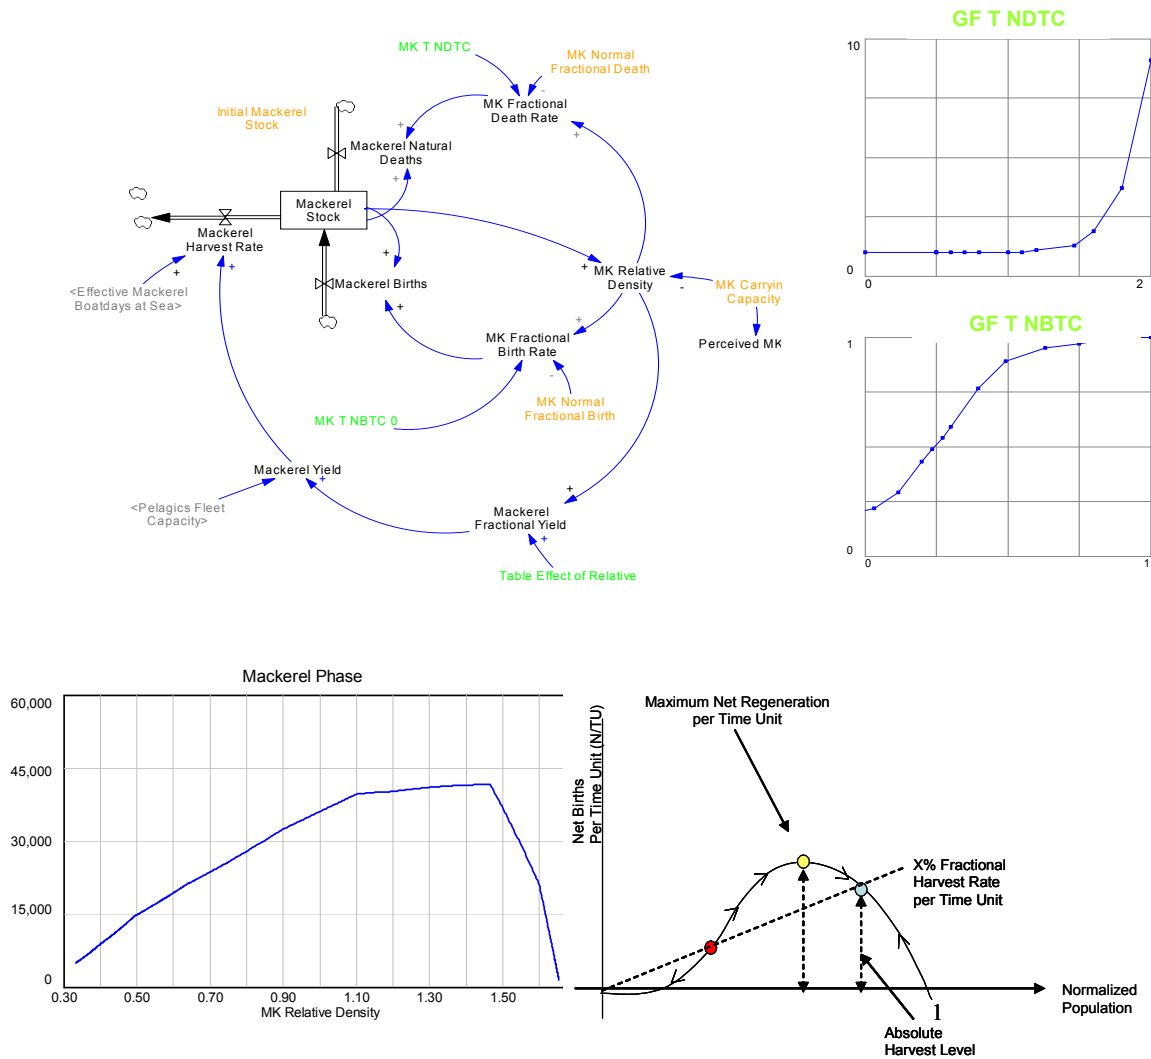 GF T NDTC
10
0
2
MK T NDTC
MK Normal
Fractional Death
-
MK Fractional
Death Rate
+
Initial Mackerel
Stock
+
Mackerel Natural
Deaths
+
Mackerel
Stock
Mackerel
Harvest Rate
+
+
<Effective Mackerel
Boatdays at Sea>
+
Mackerel Births
+
+
MK Relative
Density
-
MK Carryin
Capacity
Perceived MK
+
MK Fractional
Birth Rate
-
MK Normal
Fractional Birth
MK T NBTC 0
GF T NBTC
1
0
0
1
Mackerel Yield
+
<Pelagics Fleet
Capacity>
+
Mackerel
Fractional Yield
+
Table Effect of Relative
Mackerel Phase
60,000
45,000
30,000
15,000
0
0.30 0.50 0.70 0.90 1.10 1.30 1.50
MK Relative Density
Maximum Net Regeneration
per Time Unit
Net Births
Per Time Unit (N/TU)
X% Fractional
Harvest Rate
per Time Unit
1
Normalized
Population
Absolute
Harvest Level